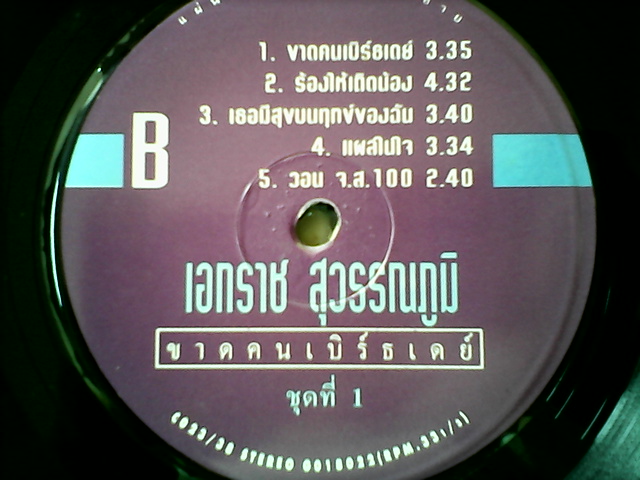 1. ขาดคนเบิร์ธเดย์ 3.35
2. ร้องไห้เถิดน้อง 4.32
3. เธอมีสุขบนทุกข์ของฉัน 3.40
4. แผลในใจ 3.34
B
5. วอน จ.ส.100 2.40
เอกราช สุวรรณภูมิ
ขาดคนเบิร์ธเดย์
ชุดที่ 1
STEREO